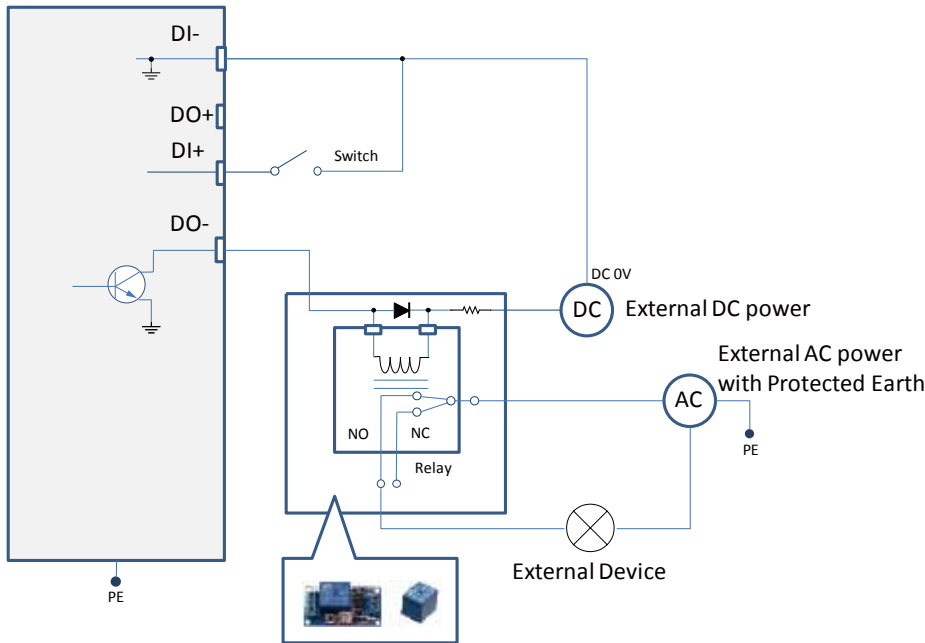 DI-
DO+
DI+
Switch
DO-
DC 0V
DC
External DC power
External AC power
with Protected Earth
AC
NO
NC
PE
Relay
External Device
PE